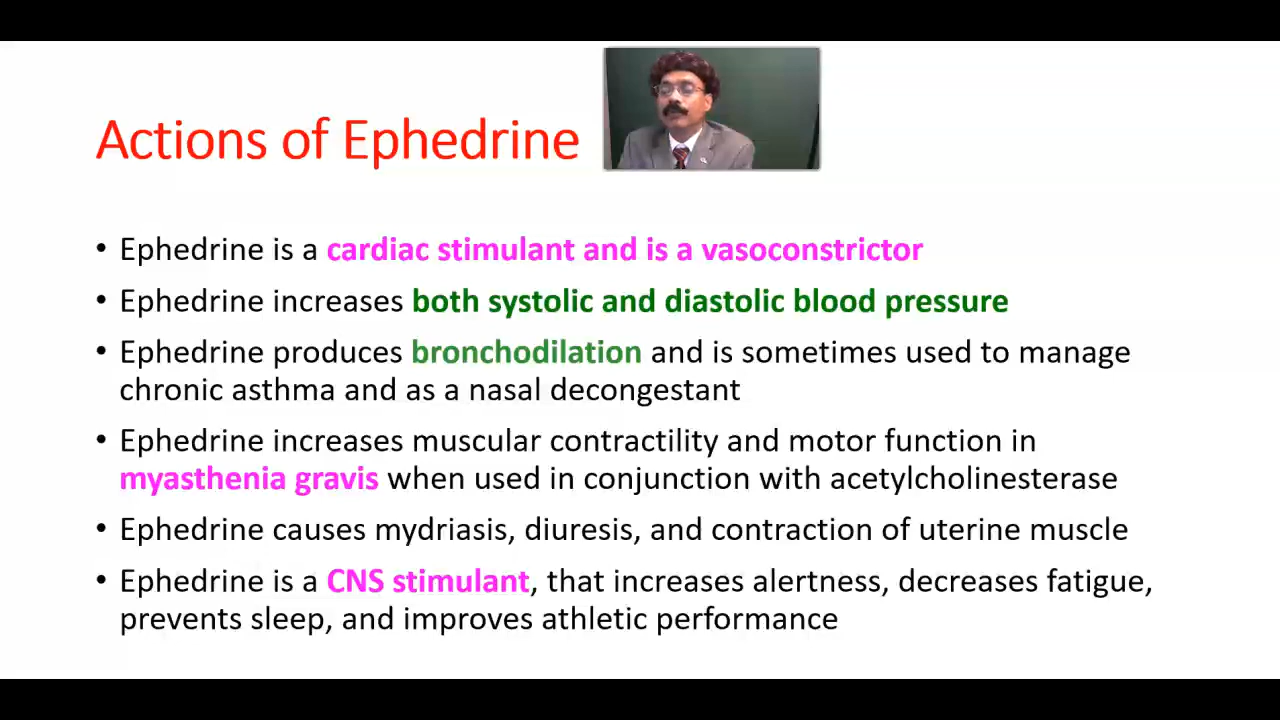 Actions of Ephedrine
• Ephedrine is a cardiac stimulant and is a vasoconstrictor
• Ephedrine increases both systolic and diastolic blood pressure
• Ephedrine produces bronchodilation and is sometimes used to manage
chronic asthma and as a nasal decongestant
• Ephedrine increases muscular contractility and motor function in
myasthenia gravis when used in conjunction with acetylcholinesterase
• Ephedrine causes mydriasis, diuresis, and contraction of uterine muscle
• Ephedrine is a CNS stimulant, that increases alertness, decreases fatigue,
prevents sleep, and improves athletic performance